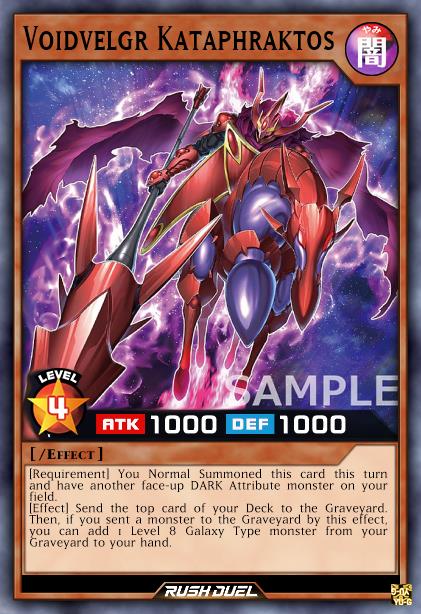 VOIDVELGR KATAPHRAKTOS
やみ
闇
SAMPLE
LEVEL
4
ATK 1000 DEF 1000
[ /EFFECT ]
[Requirement] You Normal Summoned this card this turn
and have another face-up DARK Attribute monster on your
field.
[Effect] Send the top card of your Deck to the Graveyard.
Then, if you sent a monster to the Graveyard by this effect,
you can add 1 Level 8 Galaxy Type monster from your
Graveyard to your hand.
RUSH DUEL